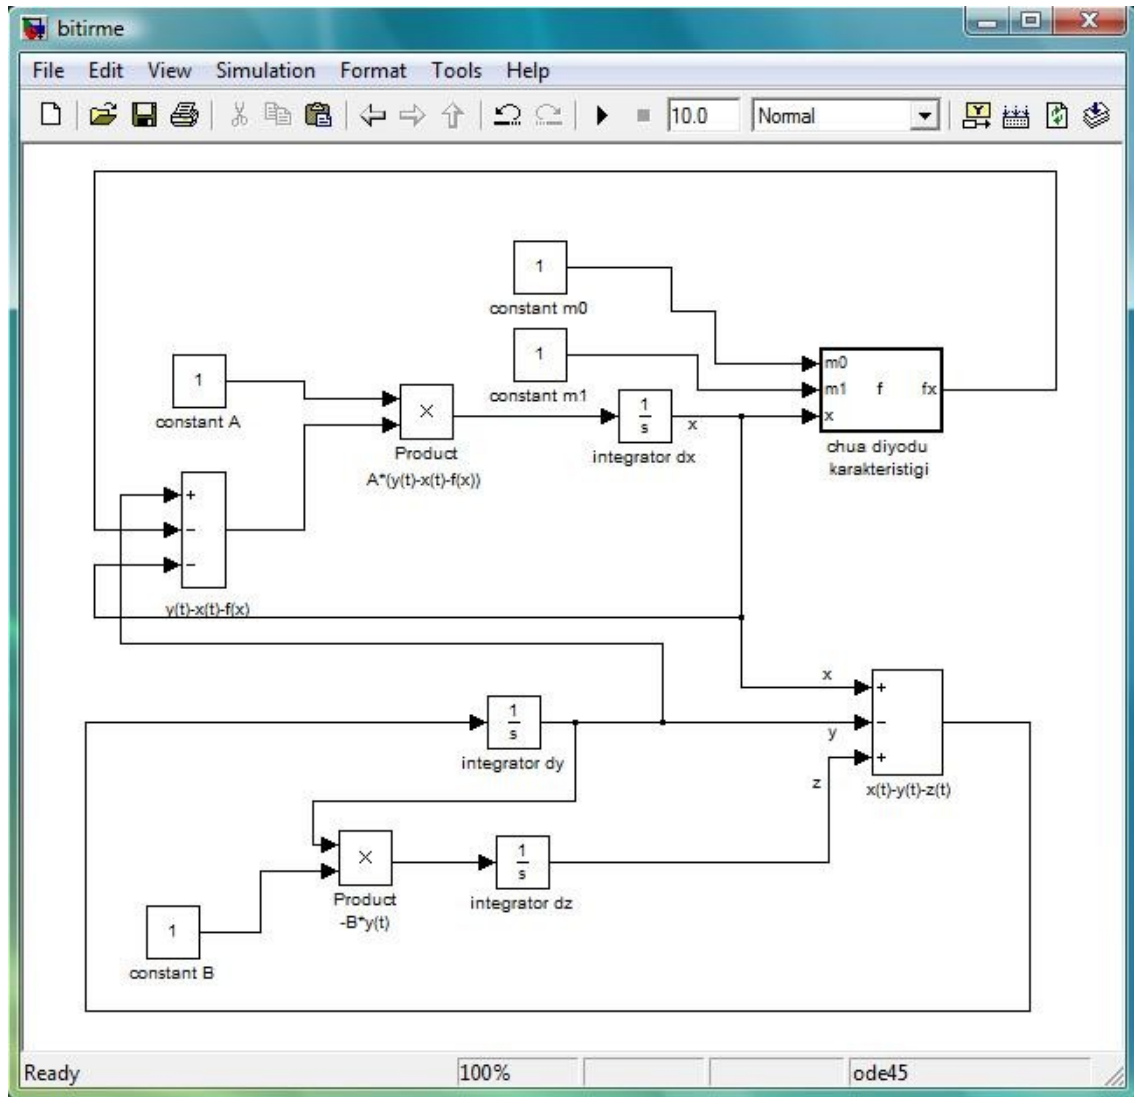 bitirme
File Edit View Simulation Format Tools Help
10.0 Normal
1
constant m0
1
constant m1
1
constant A
×
Product
A*(y(t)-x(t)-f(x))
1
s
integrator dx
x
m0
m1 f fx
x
chua diyodu
karakteristigi
+
−
−
y(t)-x(t)-f(x)
x
y
z
+
−
+
x(t)-y(t)-z(t)
1
s
integrator dy
×
Product
-B*y(t)
1
s
integrator dz
1
constant B
Ready 100% ode45